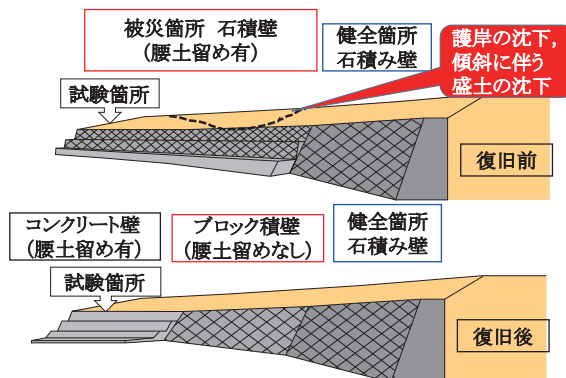 被災箇所 石積壁
(腰土留め有)
健全箇所
石積み壁
護岸の沈下,
傾斜に伴う
盛土の沈下
試験箇所
復旧前
コンクリート壁
(腰土留め有)
ブロック積壁
(腰土留めなし)
健全箇所
石積み壁
試験箇所
復旧後